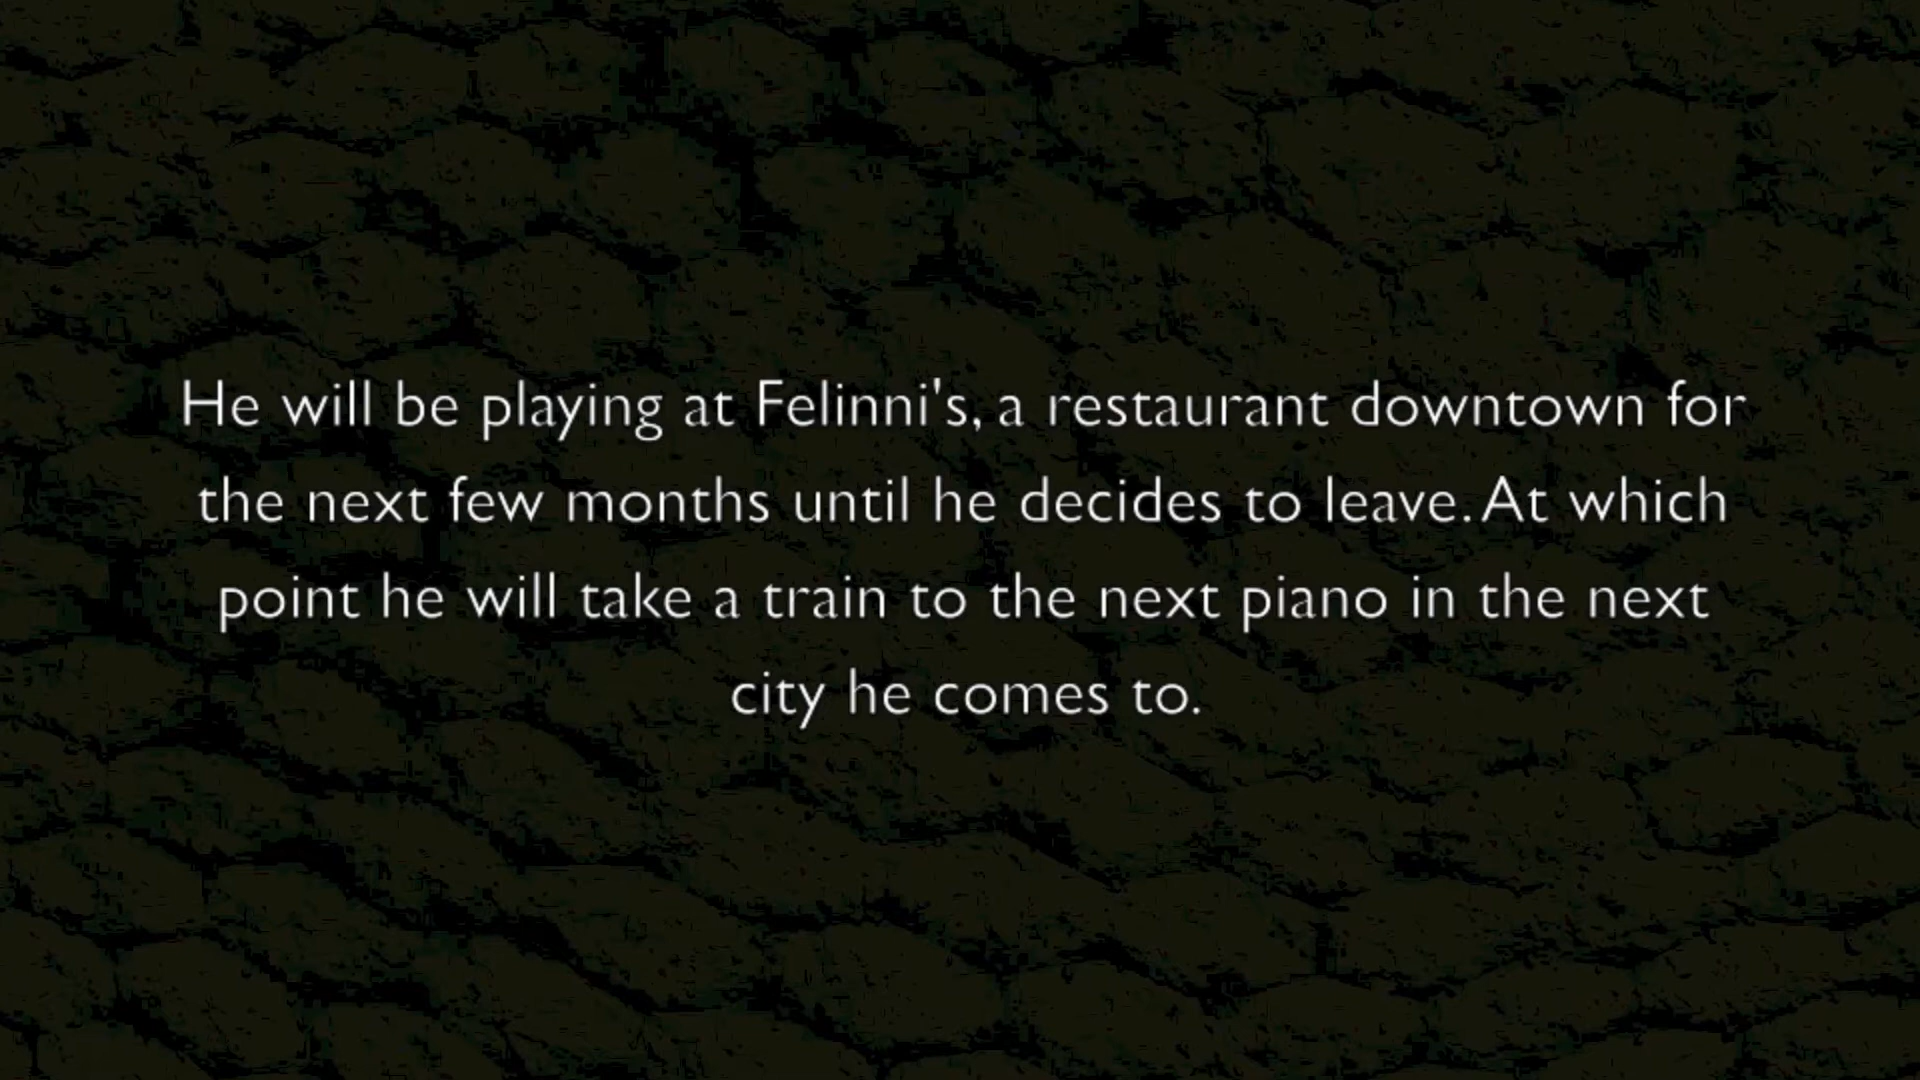 He will be playing at Felinni's, a restaurant downtown for
the next few months until he decides to leave. At which
point he will take a train to the next piano in the next
city he comes to.